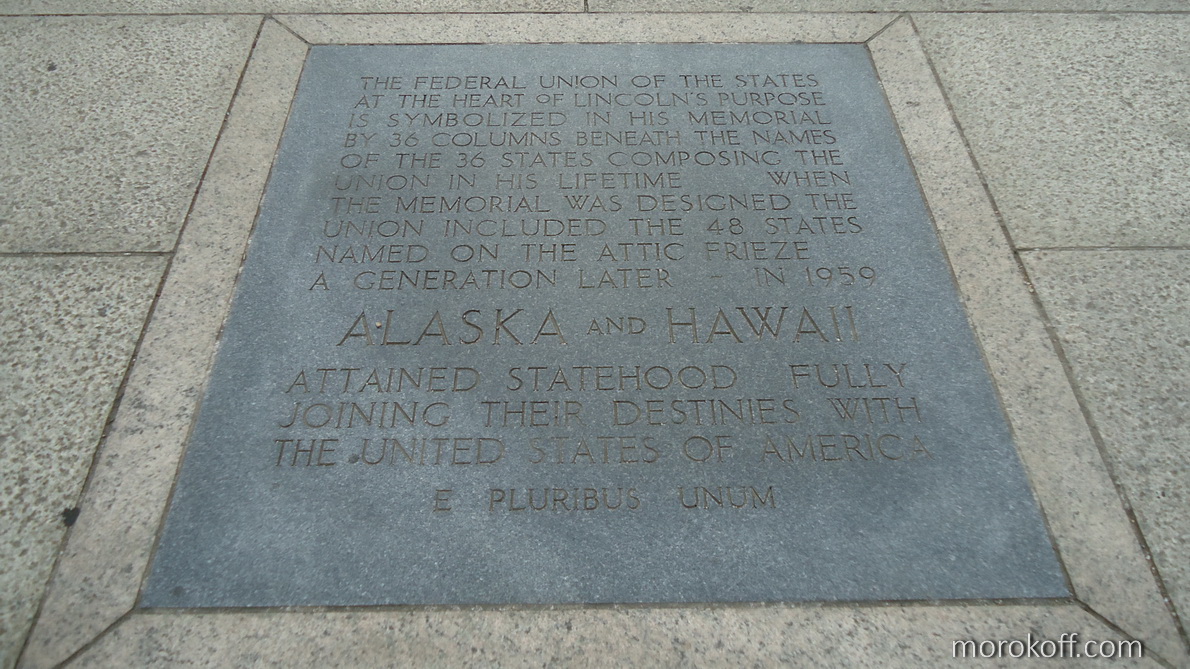 THE FEDERAL UNION OF THE STATES
AT THE HEART OF LINCOLN'S PURPOSE
IS SYMBOLIZED IN HIS MEMORIAL
BY 36 COLUMNS BENEATH THE NAMES
OF THE 36 STATES COMPOSING THE
UNION IN HIS LIFETIME WHEN
THE MEMORIAL WAS DESIGNED THE
UNION INCLUDED THE 48 STATES
NAMED ON THE ATTIC FRIEZE
A GENERATION LATER - IN 1959
ALASKA AND HAWAII
ATTAINED STATEHOOD FULLY
JOINING THEIR DESTINIES WITH
THE UNITED STATES OF AMERICA
E PLURIBUS UNUM
morokoff.com